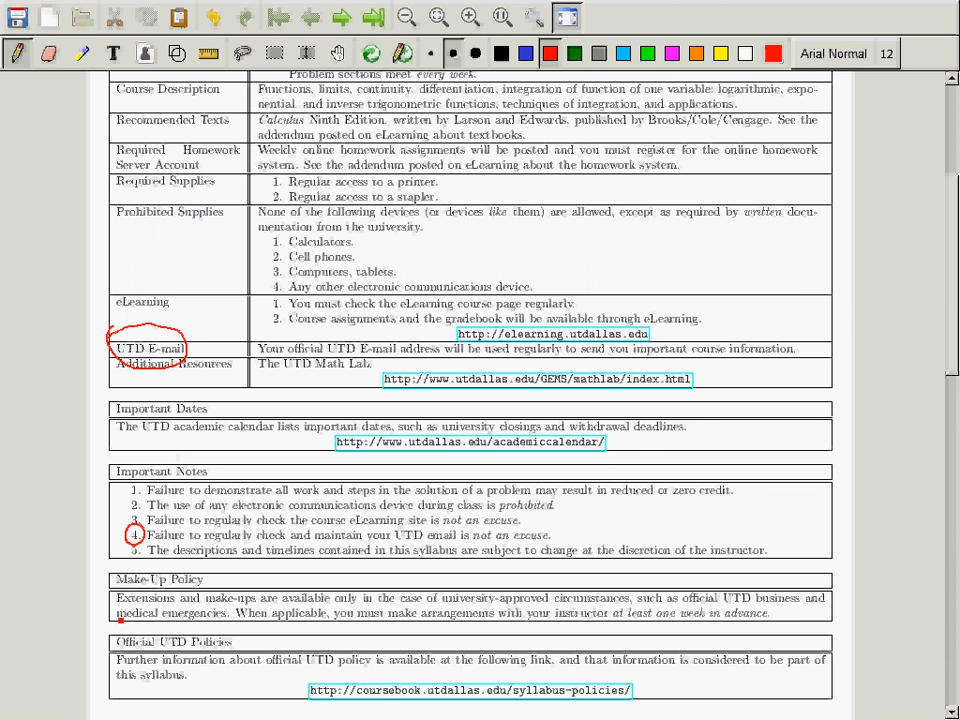 Arial Normal 12
Problem sections meet every week.
Course Description Functions, limits, continuity, differentiation, integration of function of one variable: logarithmic, expo-
nential, and inverse trigonometric functions, techniques of integration, and applications.
Recommended Texts Calculus Ninth Edition, written by Larson and Edwards, published by Brooks/Cole/Cengage. See the
addendum posted on eLearning about textbooks.
Required Homework Weekly online homework assignments will be posted and you must register for the online homework
Server Account system. See the addendum posted on eLearning about the homework system.
Required Supplies 1. Regular access to a printer.
2. Regular access to a stapler.
Prohibited Supplies None of the following devices (or devices like them) are allowed, except as required by written docu-
mentation from the university.
1. Calculators.
2. Cell phones.
3. Computers, tablets.
4. Any other electronic communications device.
eLearning 1. You must check the eLearning course page regularly.
2. Course assignments and the gradebook will be available through eLearning.
http://elearning.utdallas.edu
UTD E-mail Your official UTD E-mail address will be used regularly to send you important course information.
Additional Resources The UTD Math Lab:
http://www.utdallas.edu/GEMS/mathlab/index.html
Important Dates
The UTD academic calendar lists important dates, such as university closings and withdrawal deadlines.
http://www.utdallas.edu/academiccalendar/
Important Notes
1. Failure to demonstrate all work and steps in the solution of a problem may result in reduced or zero credit.
2. The use of any electronic communications device during class is prohibited.
3. Failure to regularly check the course eLearning site is not an excuse.
4. Failure to regularly check and maintain your UTD email is not an excuse.
5. The descriptions and timelines contained in this syllabus are subject to change at the discretion of the instructor.
Make-Up Policy
Extensions and make-ups are available only in the case of university-approved circumstances, such as official UTD business and
medical emergencies. When applicable, you must make arrangements with your instructor at least one week in advance.
Official UTD Policies
Further information about official UTD policy is available at the following link, and that information is considered to be part of
this syllabus.
http://coursebook.utdallas.edu/syllabus-policies/